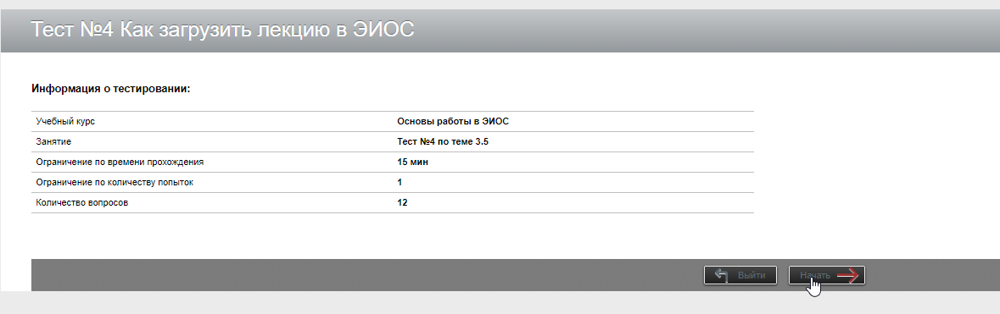 Тест №4 Как загрузить лекцию в ЭИОС
Информация о тестировании:
Учебный курс Основы работы в ЭИОС
Занятие Тест №4 по теме 3.5
Ограничение по времени прохождения 15 мин
Ограничение по количеству попыток 1
Количество вопросов 12
Выйти Начать